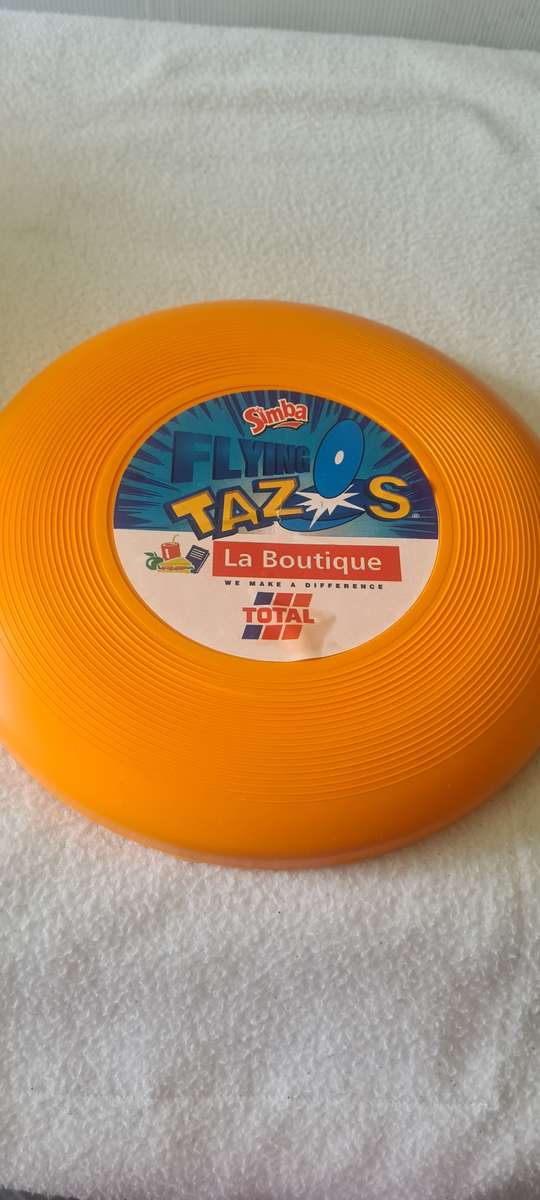 Simba
FLYING
TAZOS
La Boutique
WE MAKE A DIFFERENCE
TOTAL